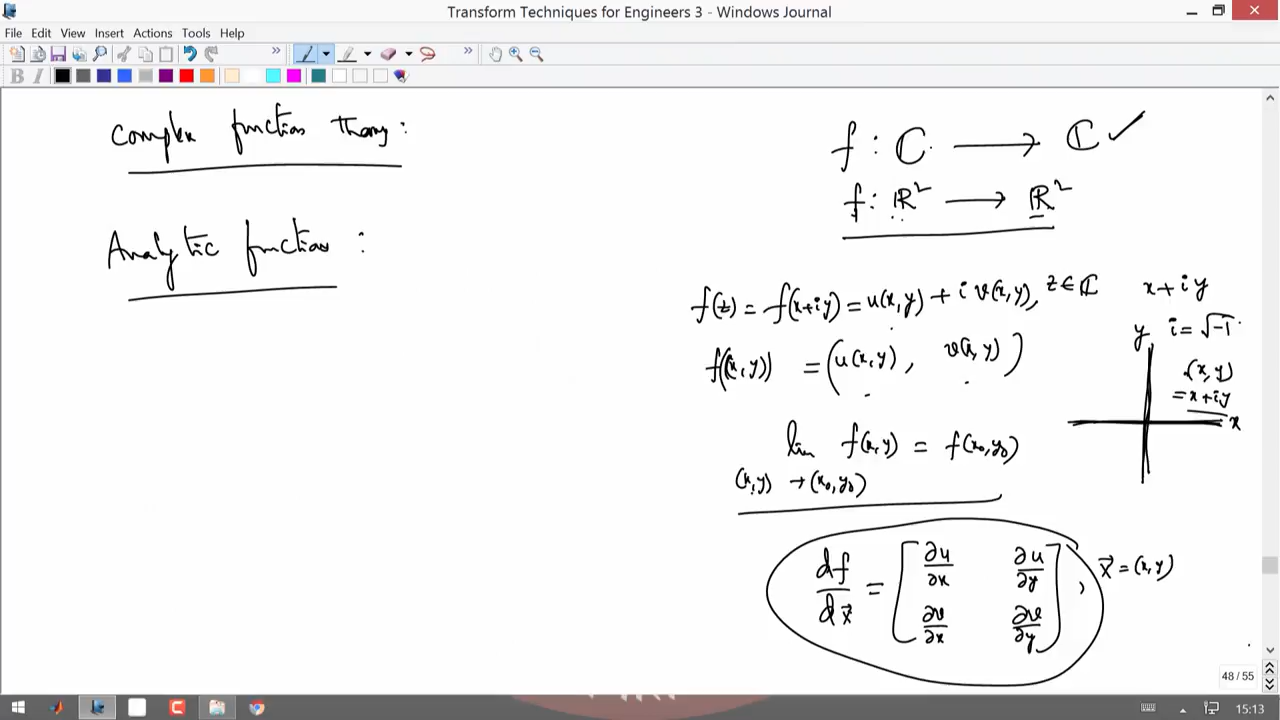 Transform Techniques for Engineers 3 - Windows Journal
File Edit View Insert Actions Tools Help
Complex function theory:
Analytic function:
f : ℂ → ℂ ✓
f : ℝ² → ℝ²
f(z) = f(x+iy) = u(x,y) + i v(x,y), z ∈ ℂ
x + iy
i = √-1
f((x,y)) = (u(x,y), v(x,y))
y
(x,y)
= x+iy
x
lim f(x,y) = f(x₀,y₀)
(x,y) → (x₀,y₀)
df/dx⃗ = [∂u/∂x ∂u/∂y
∂v/∂x ∂v/∂y], x⃗ = (x,y)
48 / 55
15:13